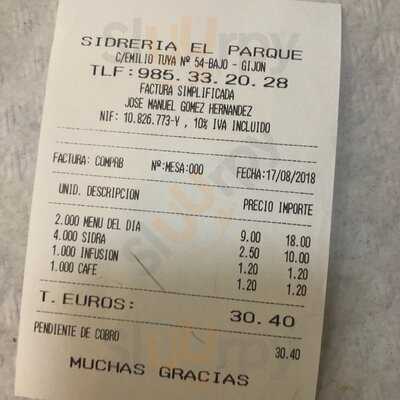 SIDRERIA EL PARQUE
C/EMILIO TUYA Nº 54-BAJO - GIJON
TLF: 985.33.20.28
FACTURA SIMPLIFICADA
JOSE MANUEL GOMEZ HERNANDEZ
NIF: 10.826.773-V , 10% IVA INCLUIDO
FACTURA: COMPRB Nº:MESA:000 FECHA:17/08/2018
UNID. DESCRIPCION PRECIO IMPORTE
2.000 MENU DEL DIA 9.00 18.00
4.000 SIDRA 2.50 10.00
1.000 INFUSION 1.20 1.20
1.000 CAFE 1.20 1.20
T. EUROS: 30.40
PENDIENTE DE COBRO 30.40
MUCHAS GRACIAS
sluurpy
sluurpy
sluurpy